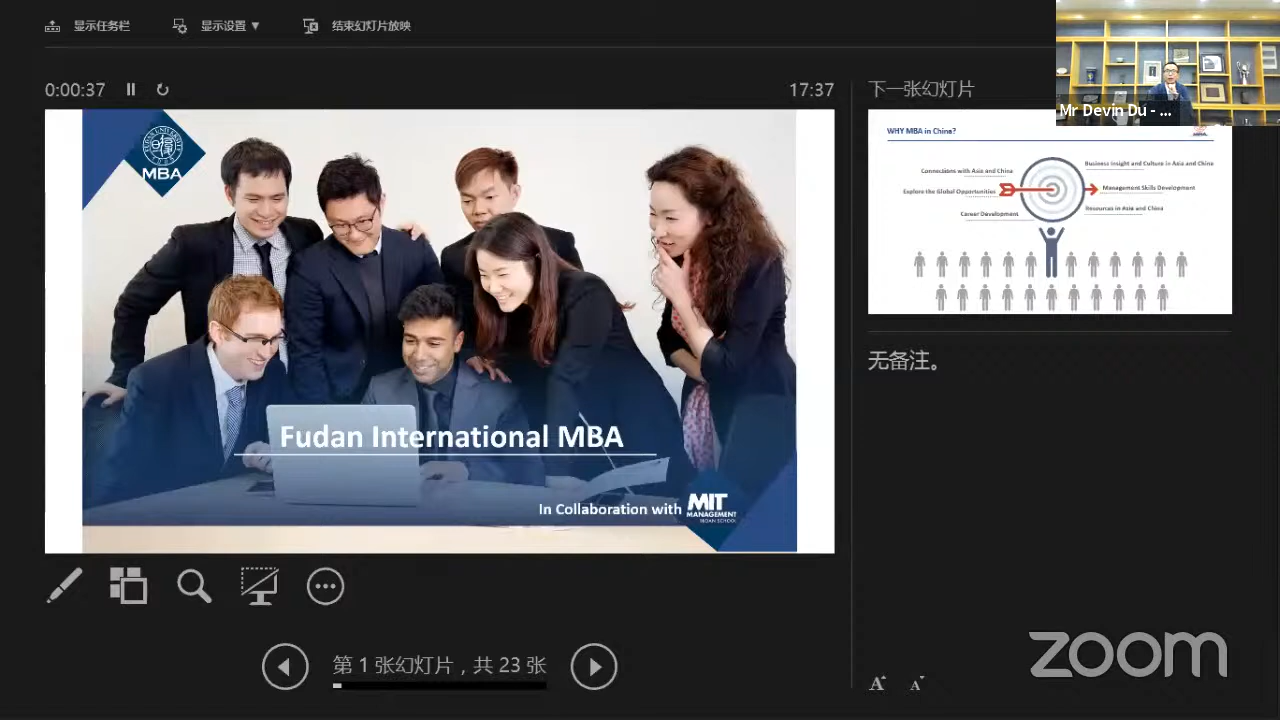 显示任务栏
显示设置 ▼
结束幻灯片放映
0:00:37
17:37
下一张幻灯片
Mr Devin Du - ...
MBA
Fudan International MBA
In Collaboration with
MIT
MANAGEMENT
SLOAN SCHOOL
WHY MBA in China?
Connections with Asia and China
Explore the Global Opportunities
Career Development
Business Insight and Culture in Asia and China
Management Skills Development
Resources in Asia and China
无备注。
第 1 张幻灯片，共 23 张
A A
zoom